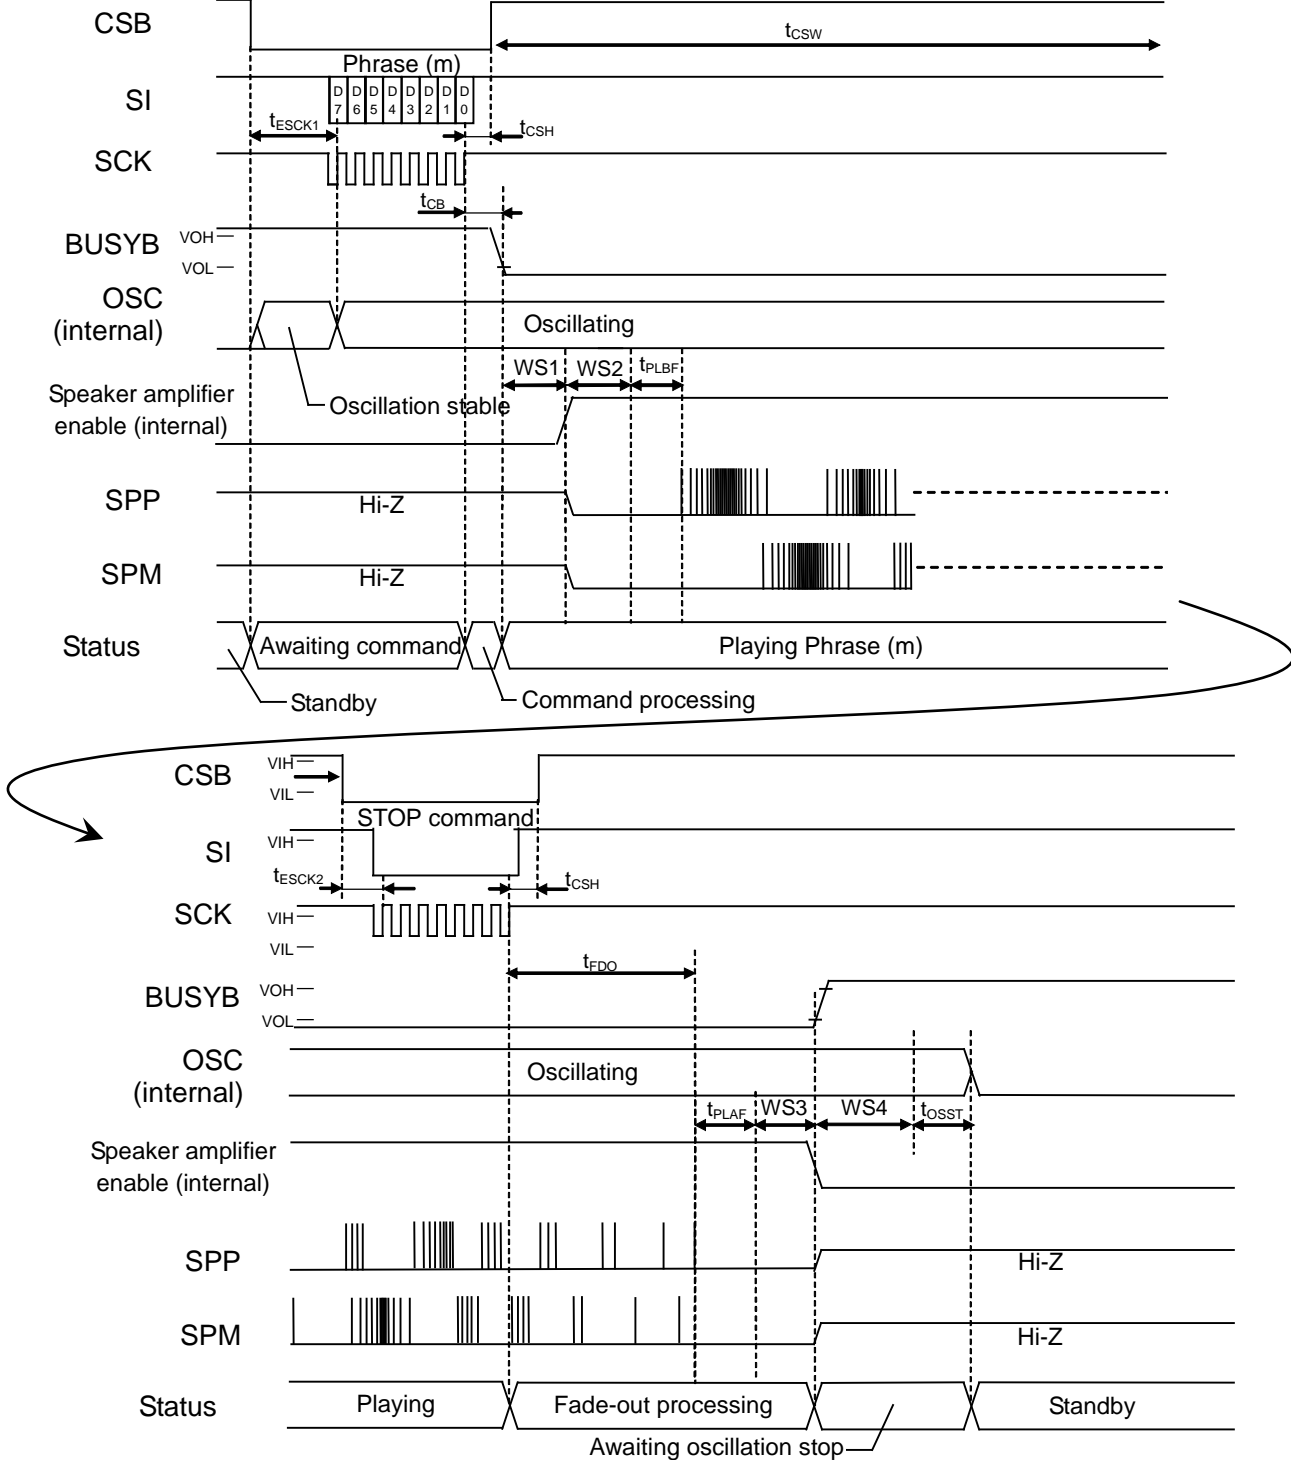 CSB
tCSW
Phrase (m)
SI
D7 D6 D5 D4 D3 D2 D1 D0
tESCK1
tCSH
SCK
tCB
BUSYB
VOH
VOL
OSC
(internal)
Oscillating
WS1
WS2
tPLBF
Speaker amplifier
enable (internal)
Oscillation stable
SPP
Hi-Z
SPM
Hi-Z
Status
Awaiting command
Playing Phrase (m)
Standby
Command processing
CSB
VIH
VIL
STOP command
SI
VIH
tESCK2
tCSH
SCK
VIH
VIL
tFDO
BUSYB
VOH
VOL
OSC
(internal)
Oscillating
tPLAF
WS3
WS4
tOSST
Speaker amplifier
enable (internal)
SPP
Hi-Z
SPM
Hi-Z
Status
Playing
Fade-out processing
Standby
Awaiting oscillation stop